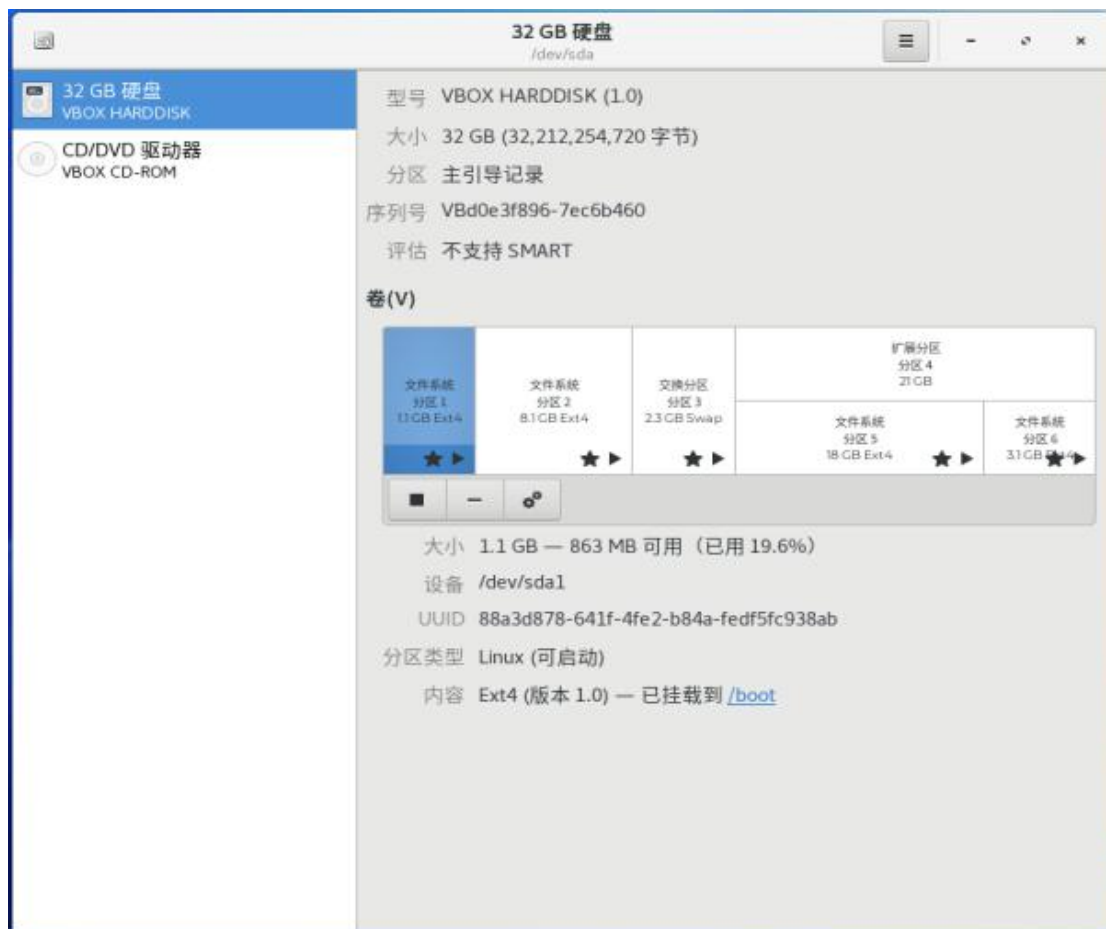 32 GB 硬盘
/dev/sda
32 GB 硬盘
VBOX HARDDISK
CD/DVD 驱动器
VBOX CD-ROM
型号 VBOX HARDDISK (1.0)
大小 32 GB (32,212,254,720 字节)
分区 主引导记录
序列号 VBd0e3f896-7ec6b460
评估 不支持 SMART
卷(V)
文件系统
分区 1
1.1 GB Ext4
文件系统
分区 2
8.1 GB Ext4
交换分区
分区 3
2.3 GB Swap
扩展分区
分区 4
21 GB
文件系统
分区 5
18 GB Ext4
文件系统
分区 6
3.1 GB
大小 1.1 GB — 863 MB 可用（已用 19.6%）
设备 /dev/sda1
UUID 88a3d878-641f-4fe2-b84a-fedf5fc938ab
分区类型 Linux (可启动)
内容 Ext4 (版本 1.0) — 已挂载到 /boot